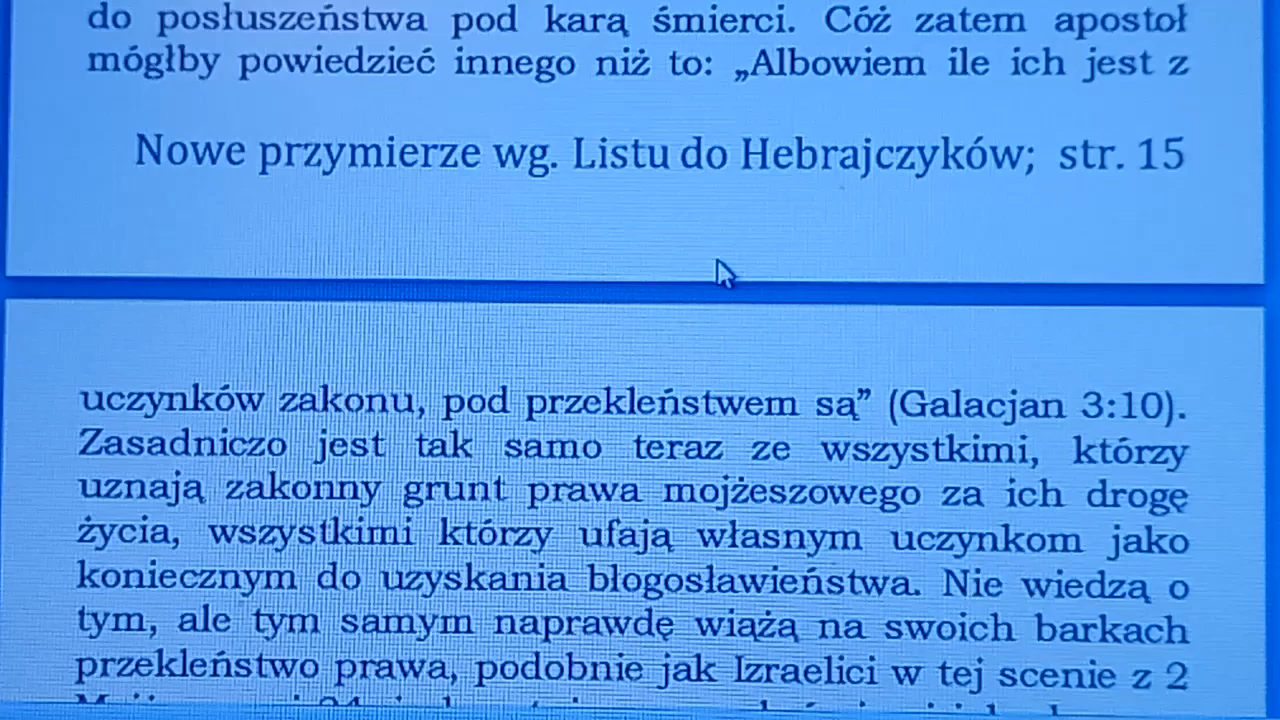 do posłuszeństwa pod karą śmierci. Cóż zatem apostoł
mógłby powiedzieć innego niż to: „Albowiem ile ich jest z
Nowe przymierze wg. Listu do Hebrajczyków; str. 15
uczynków zakonu, pod przekleństwem są” (Galacjan 3:10).
Zasadniczo jest tak samo teraz ze wszystkimi, którzy
uznają zakonny grunt prawa mojżeszowego za ich drogę
życia, wszystkimi którzy ufają własnym uczynkom jako
koniecznym do uzyskania błogosławieństwa. Nie wiedzą o
tym, ale tym samym naprawdę wiążą na swoich barkach
przekleństwo prawa, podobnie jak Izraelici w tej scenie z 2